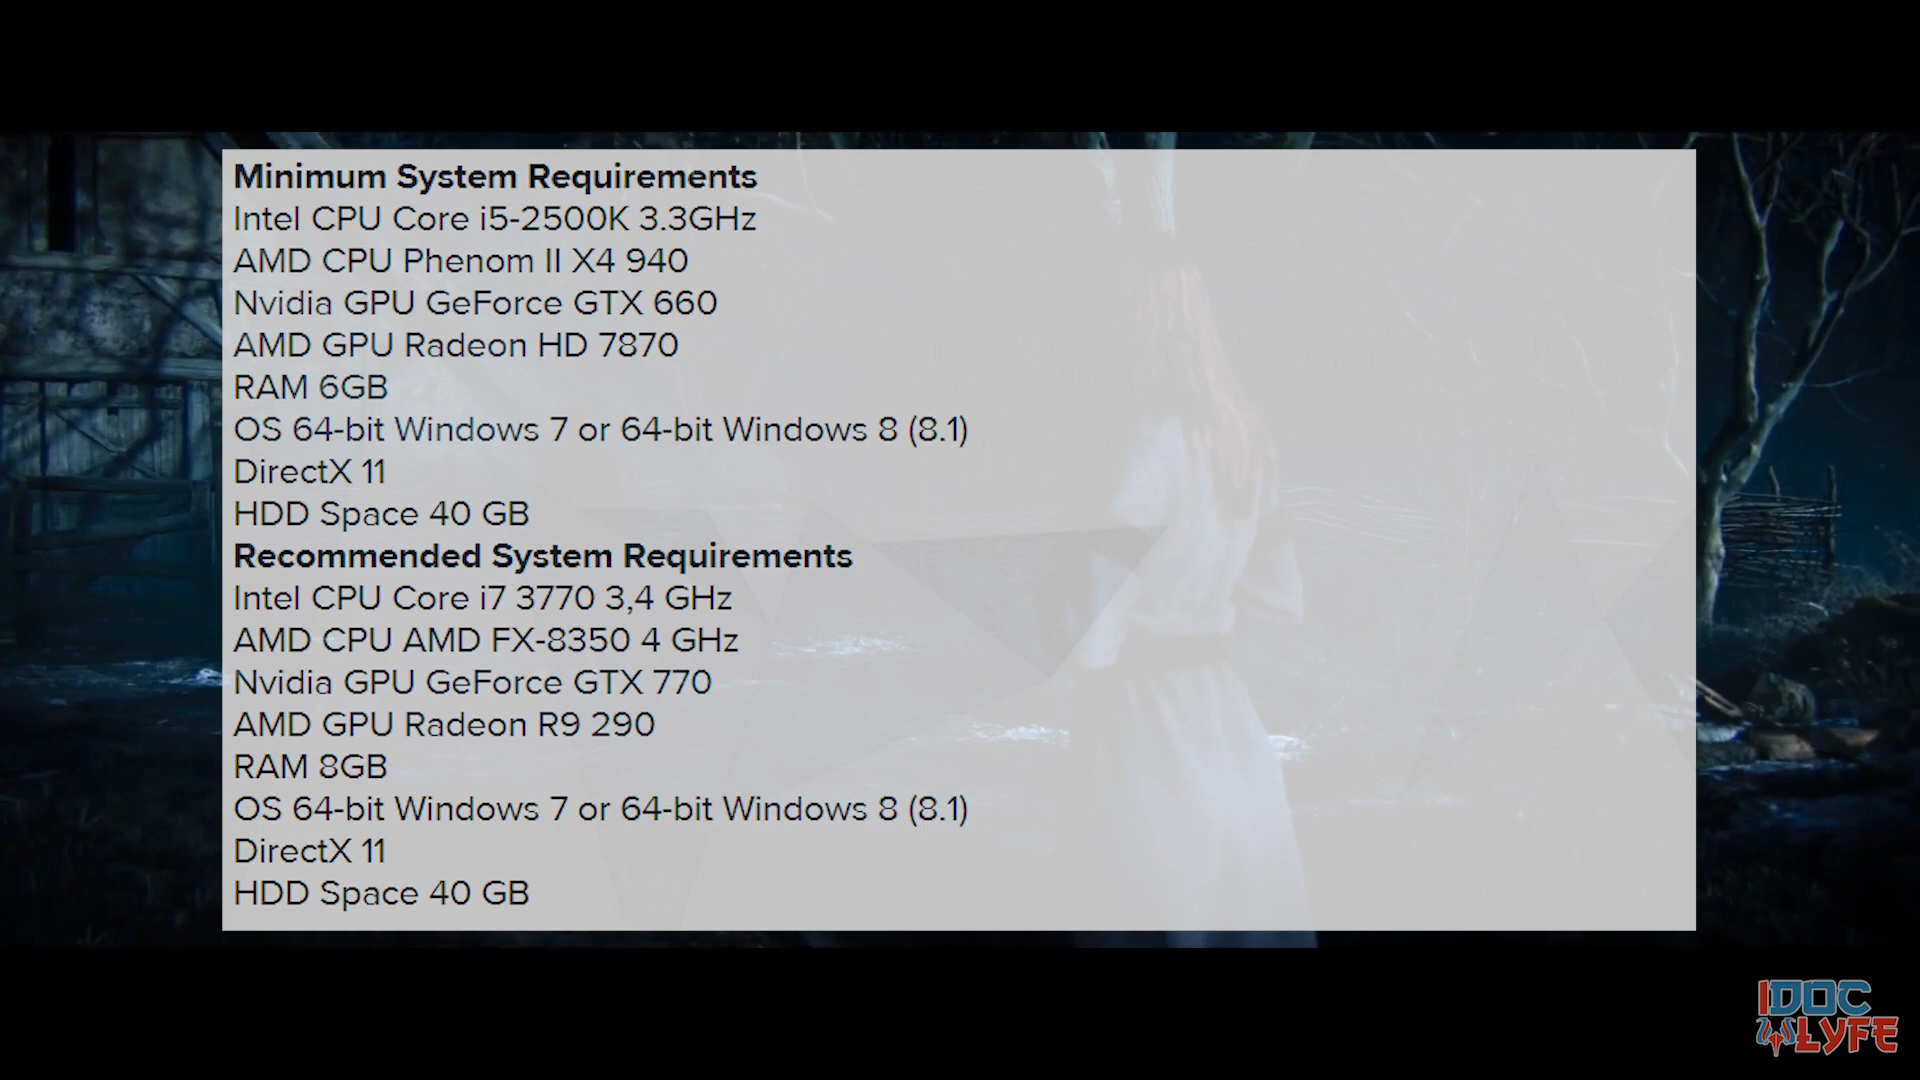 Minimum System Requirements
Intel CPU Core i5-2500K 3.3GHz
AMD CPU Phenom II X4 940
Nvidia GPU GeForce GTX 660
AMD GPU Radeon HD 7870
RAM 6GB
OS 64-bit Windows 7 or 64-bit Windows 8 (8.1)
DirectX 11
HDD Space 40 GB
Recommended System Requirements
Intel CPU Core i7 3770 3,4 GHz
AMD CPU AMD FX-8350 4 GHz
Nvidia GPU GeForce GTX 770
AMD GPU Radeon R9 290
RAM 8GB
OS 64-bit Windows 7 or 64-bit Windows 8 (8.1)
DirectX 11
HDD Space 40 GB
IDOC
LYFE